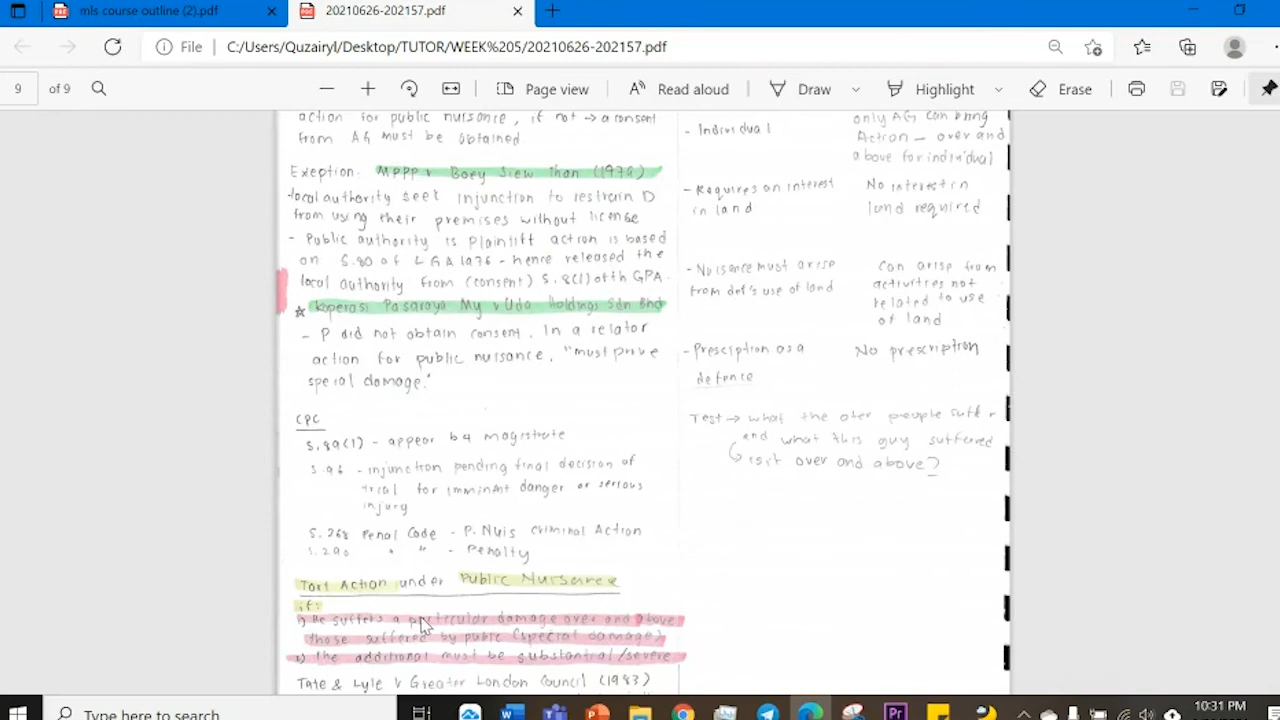 mls course outline (2).pdf
20210626-202157.pdf
File
C:/Users/Quzairyl/Desktop/TUTOR/WEEK%205/20210626-202157.pdf
9 of 9
Page view
Read aloud
Draw
Highlight
Erase
action for public nuisance, if not → a consent
from AG must be obtained
Exeption: MPPP v Boey Siew Than (1979)
local authority seek injunction to restrain D
from using their premises without license
- Public authority is plaintiff action is based
on S.80 of LGA 1976 - hence released the
local authority from (consent) S.8(1) of th GPA.
☆ Koperasi Pasaraya My v Uda Holdings Sdn Bhd
- P did not obtain consent. In a relator
action for public nuisance, "must prove
special damage."
CPC
S.89(1) - appear b4 magistrate
S.96 - injunction pending final decision of
trial for imminent danger or serious
injury
S.268 Penal Code - P.Nuis criminal Action
S.290 " " - Penalty
Tort Action under Public Nuisance
if:
1) He suffers a particular damage over and above
those suffered by public (special damage)
2) the additional must be substantial/severe
Tate & Lyle v Greater London Council (1983)
- Individual
only AG can bring
Action - over and
above for individual
- Requires an interest
in land
No interest in
land required
- Nuisance must arise
from def's use of land
Can arise from
activities not
related to use
of land
- Prescription as a
defence
No prescription
Test → what the oter people suffer
and what this guy suffered
is it over and above?
Type here to search
10:31 PM